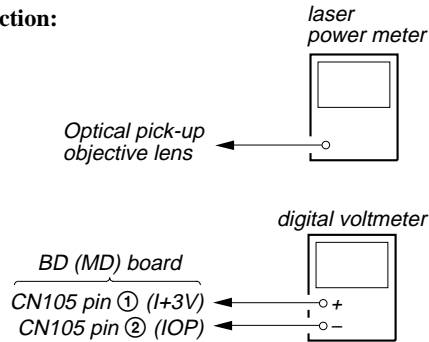 ction:
laser
power meter
Optical pick-up
objective lens
digital voltmeter
BD (MD) board
CN105 pin ① (I+3V)
CN105 pin ② (IOP)
+
–